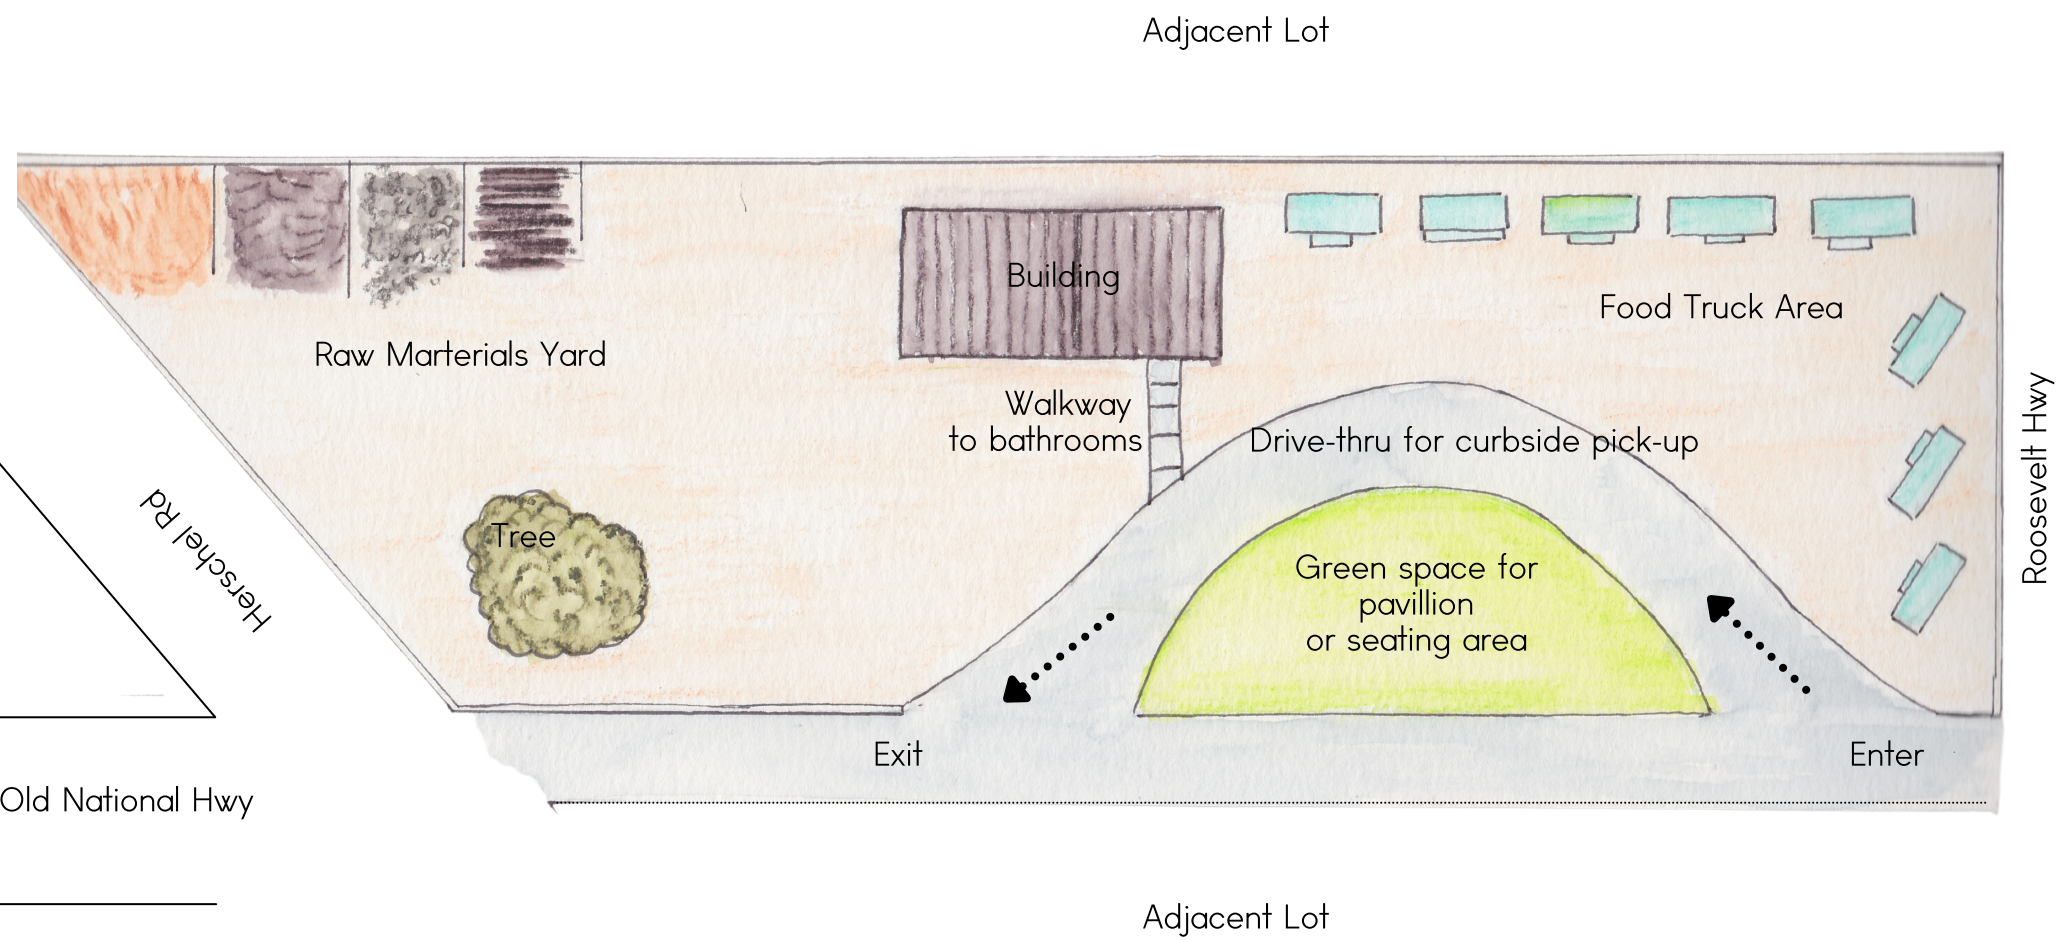 Adjacent Lot
Building
Food Truck Area
Raw Marterials Yard
Walkway
to bathrooms
Drive-thru for curbside pick-up
Roosevelt Hwy
Herschel Rd
Tree
Green space for
pavillion
or seating area
Exit
Enter
Old National Hwy
Adjacent Lot